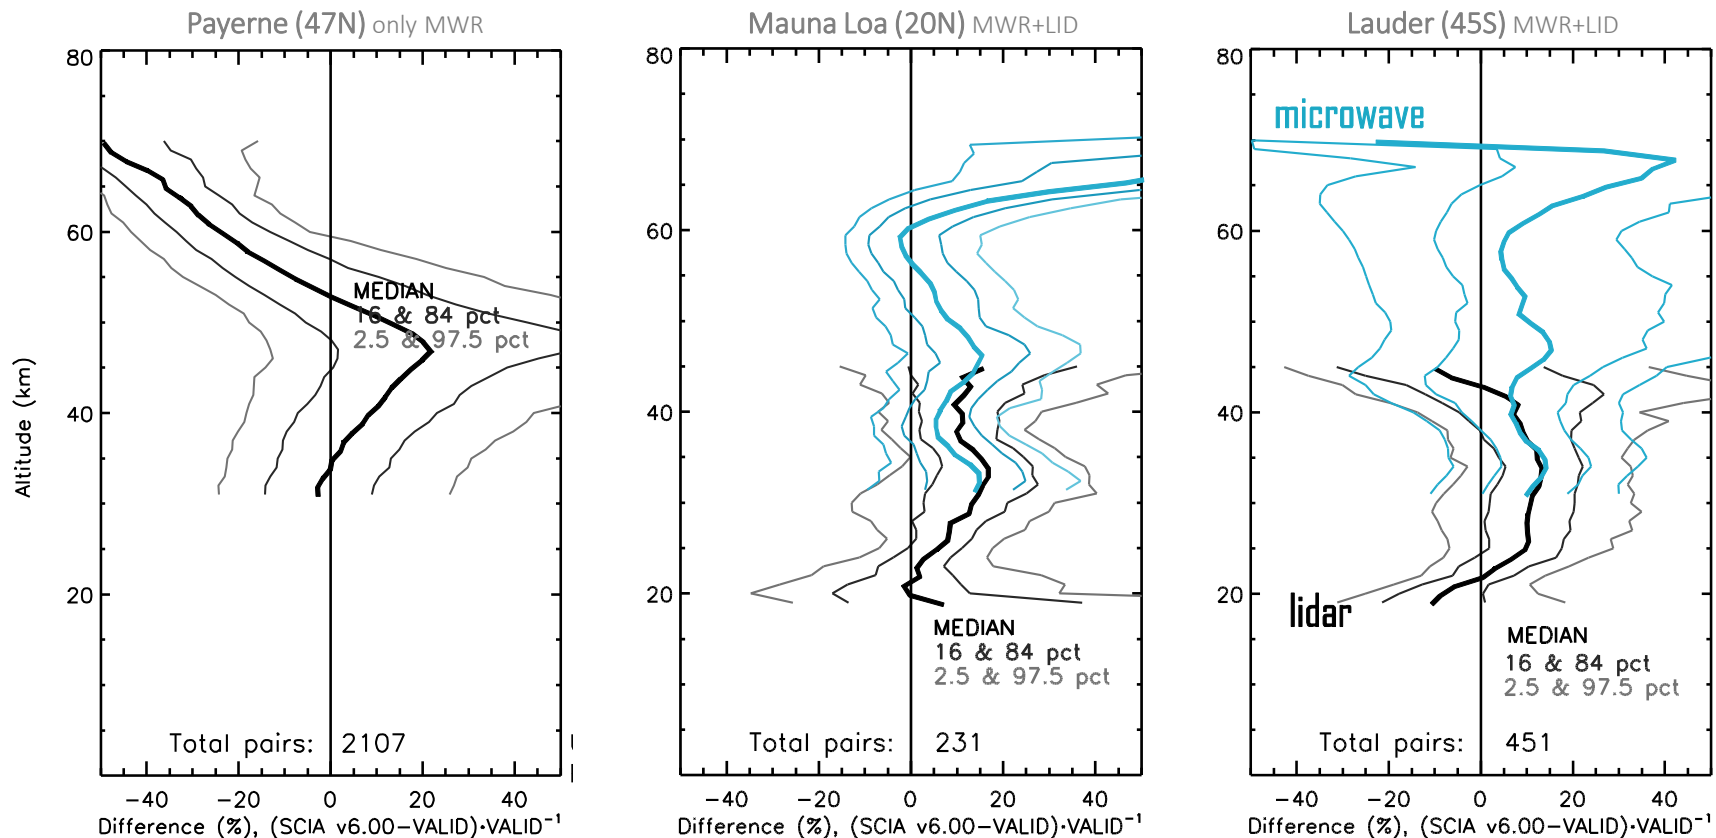 Payerne (47N) only MWR
80
60
40
20
Altitude (km)
MEDIAN
16 & 84 pct
2.5 & 97.5 pct
Total pairs: 2107
-40 -20 0 20 40
Difference (%), (SCIA v6.00-VALID)·VALID⁻¹
Mauna Loa (20N) MWR+LID
80
60
40
20
MEDIAN
16 & 84 pct
2.5 & 97.5 pct
Total pairs: 231
-40 -20 0 20 40
Difference (%), (SCIA v6.00-VALID)·VALID⁻¹
Lauder (45S) MWR+LID
80
microwave
60
40
20
lidar
MEDIAN
16 & 84 pct
2.5 & 97.5 pct
Total pairs: 451
-40 -20 0 20 40
Difference (%), (SCIA v6.00-VALID)·VALID⁻¹